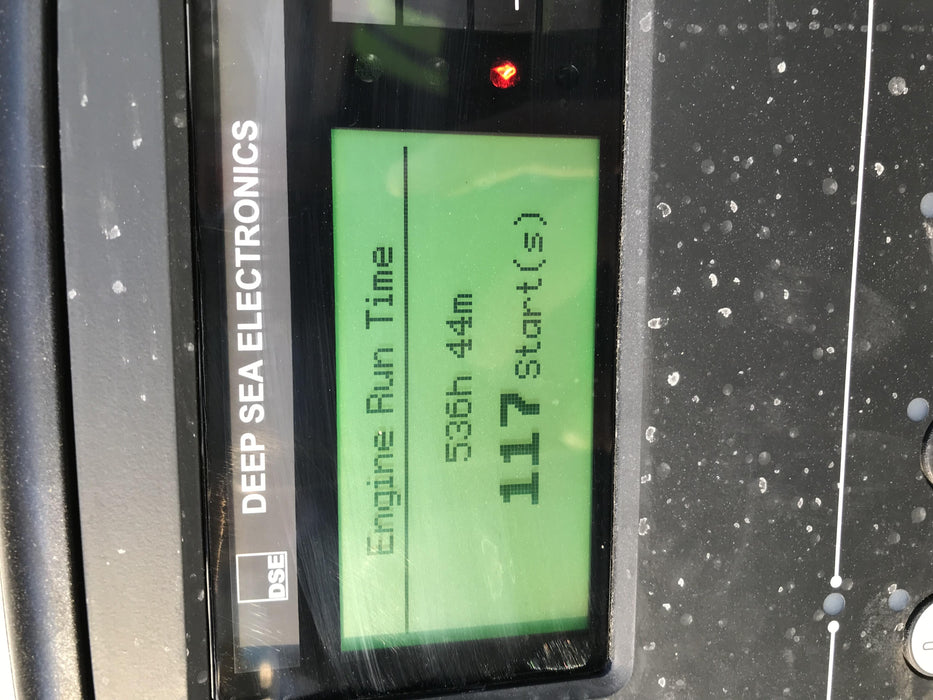 DSE
DEEP SEA ELECTRONICS
Engine Run Time
536h 44m
117 Start(s)